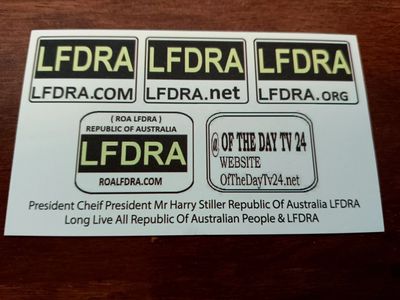 LFDRA LFDRA LFDRA
LFDRA.COM LFDRA.net LFDRA.ORG
( ROA LFDRA )
REPUBLIC OF AUSTRALIA
LFDRA
ROALFDRA.COM
@ OF THE DAY TV 24
WEBSITE
OfTheDayTv24.net
President Cheif President Mr Harry Stiller Republic Of Australia LFDRA
Long Live All Republic Of Australian People & LFDRA